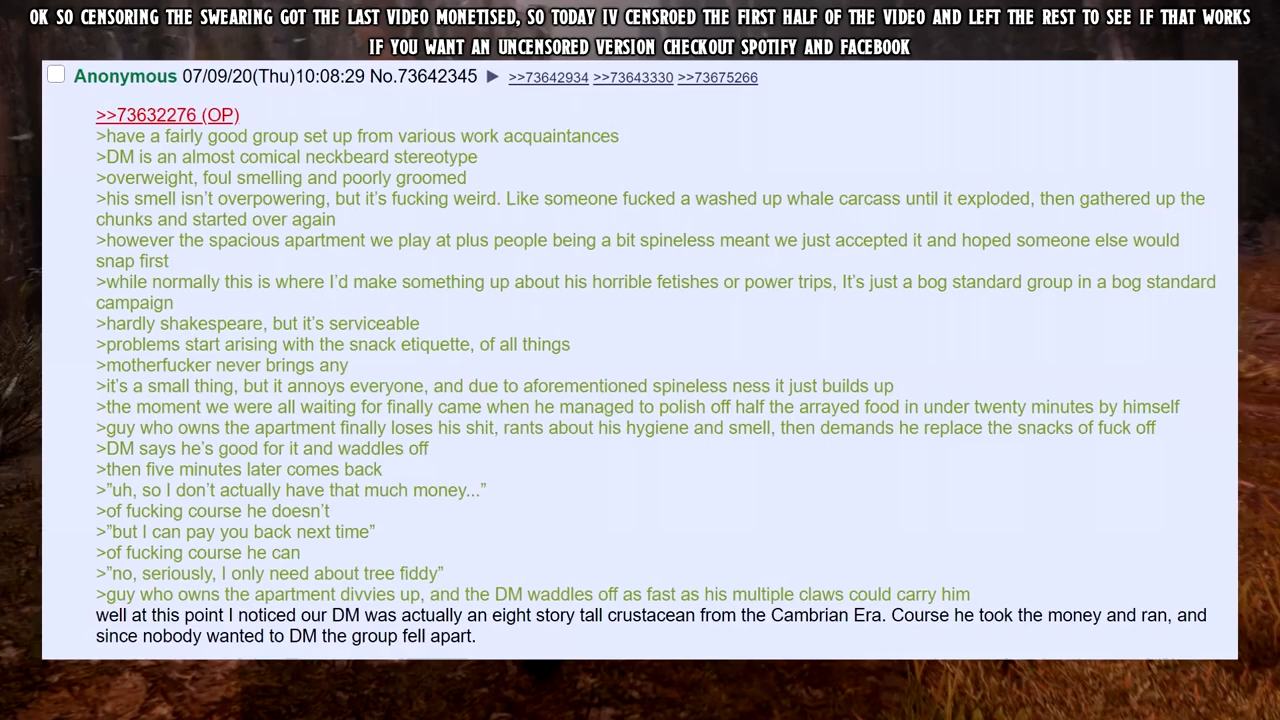 OK SO CENSORING THE SWEARING GOT THE LAST VIDEO MONETISED, SO TODAY IV CENSROED THE FIRST HALF OF THE VIDEO AND LEFT THE REST TO SEE IF THAT WORKS
IF YOU WANT AN UNCENSORED VERSION CHECKOUT SPOTIFY AND FACEBOOK
Anonymous 07/09/20(Thu)10:08:29 No.73642345 ▶ >>73642934 >>73643330 >>73675266
>>73632276 (OP)
>have a fairly good group set up from various work acquaintances
>DM is an almost comical neckbeard stereotype
>overweight, foul smelling and poorly groomed
>his smell isn’t overpowering, but it’s fucking weird. Like someone fucked a washed up whale carcass until it exploded, then gathered up the
chunks and started over again
>however the spacious apartment we play at plus people being a bit spineless meant we just accepted it and hoped someone else would
snap first
>while normally this is where I’d make something up about his horrible fetishes or power trips, It’s just a bog standard group in a bog standard
campaign
>hardly shakespeare, but it’s serviceable
>problems start arising with the snack etiquette, of all things
>motherfucker never brings any
>it’s a small thing, but it annoys everyone, and due to aforementioned spineless ness it just builds up
>the moment we were all waiting for finally came when he managed to polish off half the arrayed food in under twenty minutes by himself
>guy who owns the apartment finally loses his shit, rants about his hygiene and smell, then demands he replace the snacks of fuck off
>DM says he’s good for it and waddles off
>then five minutes later comes back
>”uh, so I don’t actually have that much money...”
>of fucking course he doesn’t
>”but I can pay you back next time”
>of fucking course he can
>”no, seriously, I only need about tree fiddy”
>guy who owns the apartment divvies up, and the DM waddles off as fast as his multiple claws could carry him
well at this point I noticed our DM was actually an eight story tall crustacean from the Cambrian Era. Course he took the money and ran, and
since nobody wanted to DM the group fell apart.